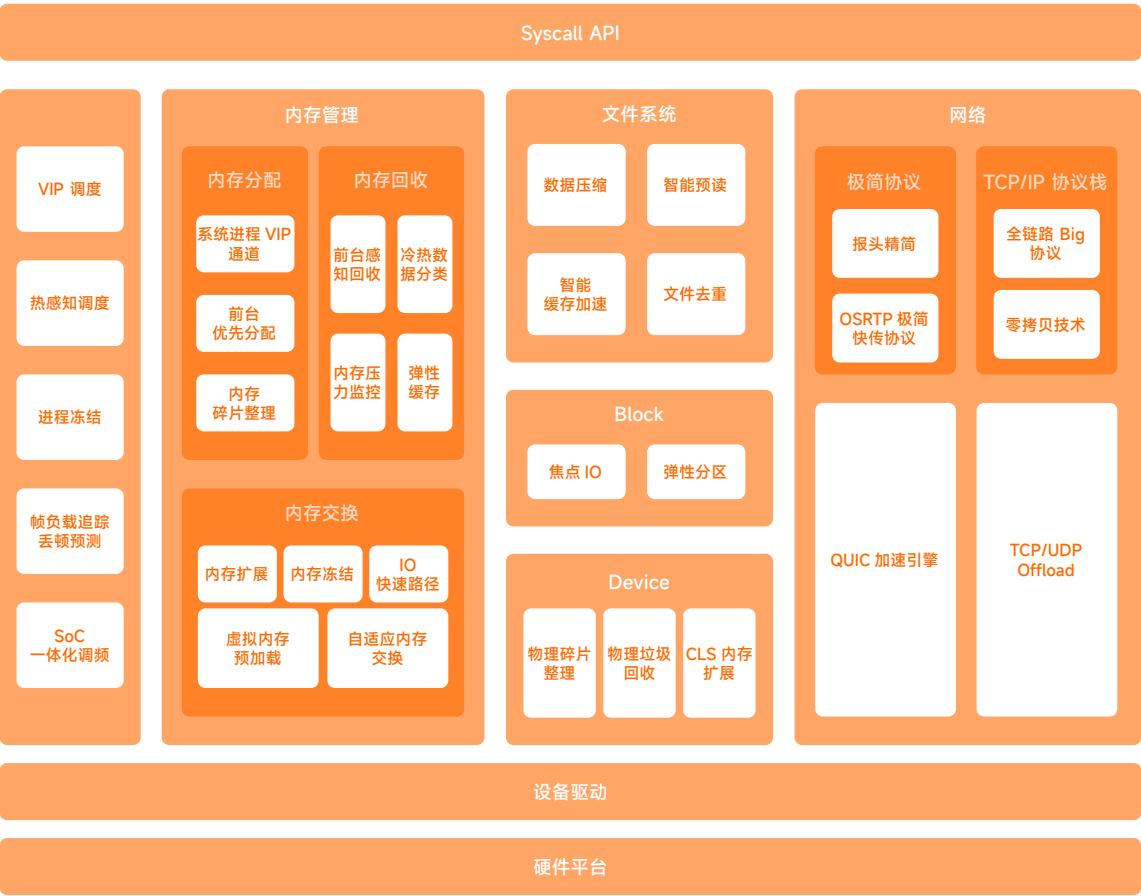 Syscall API
VIP 调度
热感知调度
进程冻结
帧负载追踪
丢顿预测
SoC
一体化调频
内存管理
内存分配
系统进程 VIP
通道
前台
优先分配
内存
碎片整理
内存回收
前台感
知回收
冷热数
据分类
内存压
力监控
弹性
缓存
内存交换
内存扩展
内存冻结
IO
快速路径
虚拟内存
预加载
自适应内存
交换
文件系统
数据压缩
智能预读
智能
缓存加速
文件去重
Block
焦点 IO
弹性分区
Device
物理碎片
整理
物理垃圾
回收
CLS 内存
扩展
网络
极简协议
报头精简
OSRTP 极简
快传协议
TCP/IP 协议栈
全链路 Big
协议
零拷贝技术
QUIC 加速引擎
TCP/UDP
Offload
设备驱动
硬件平台